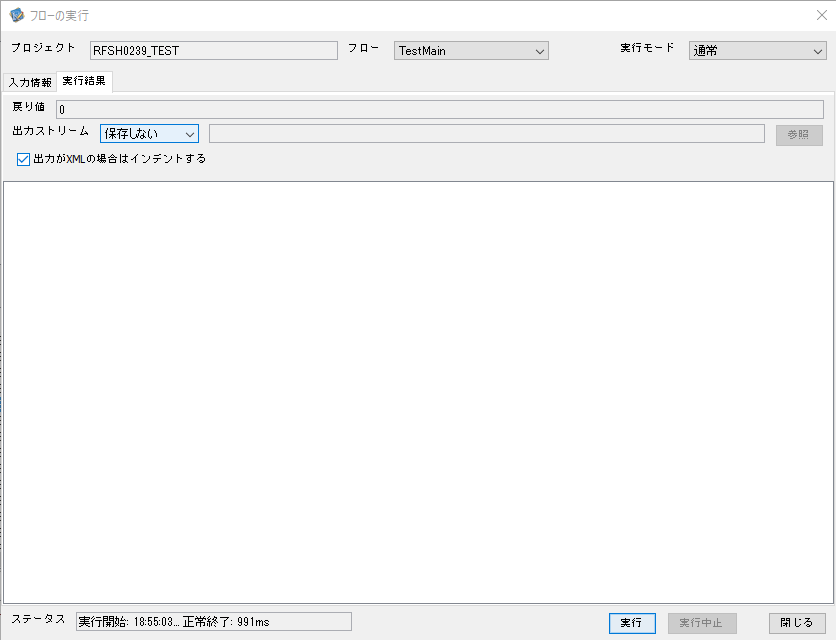 フローの実行
プロジェクト RFSH0239_TEST フロー TestMain 実行モード 通常
入力情報 実行結果
戻り値 0
出力ストリーム 保存しない 参照
出力がXMLの場合はインデントする
ステータス 実行開始: 18:55:03... 正常終了: 991ms 実行 実行中止 閉じる